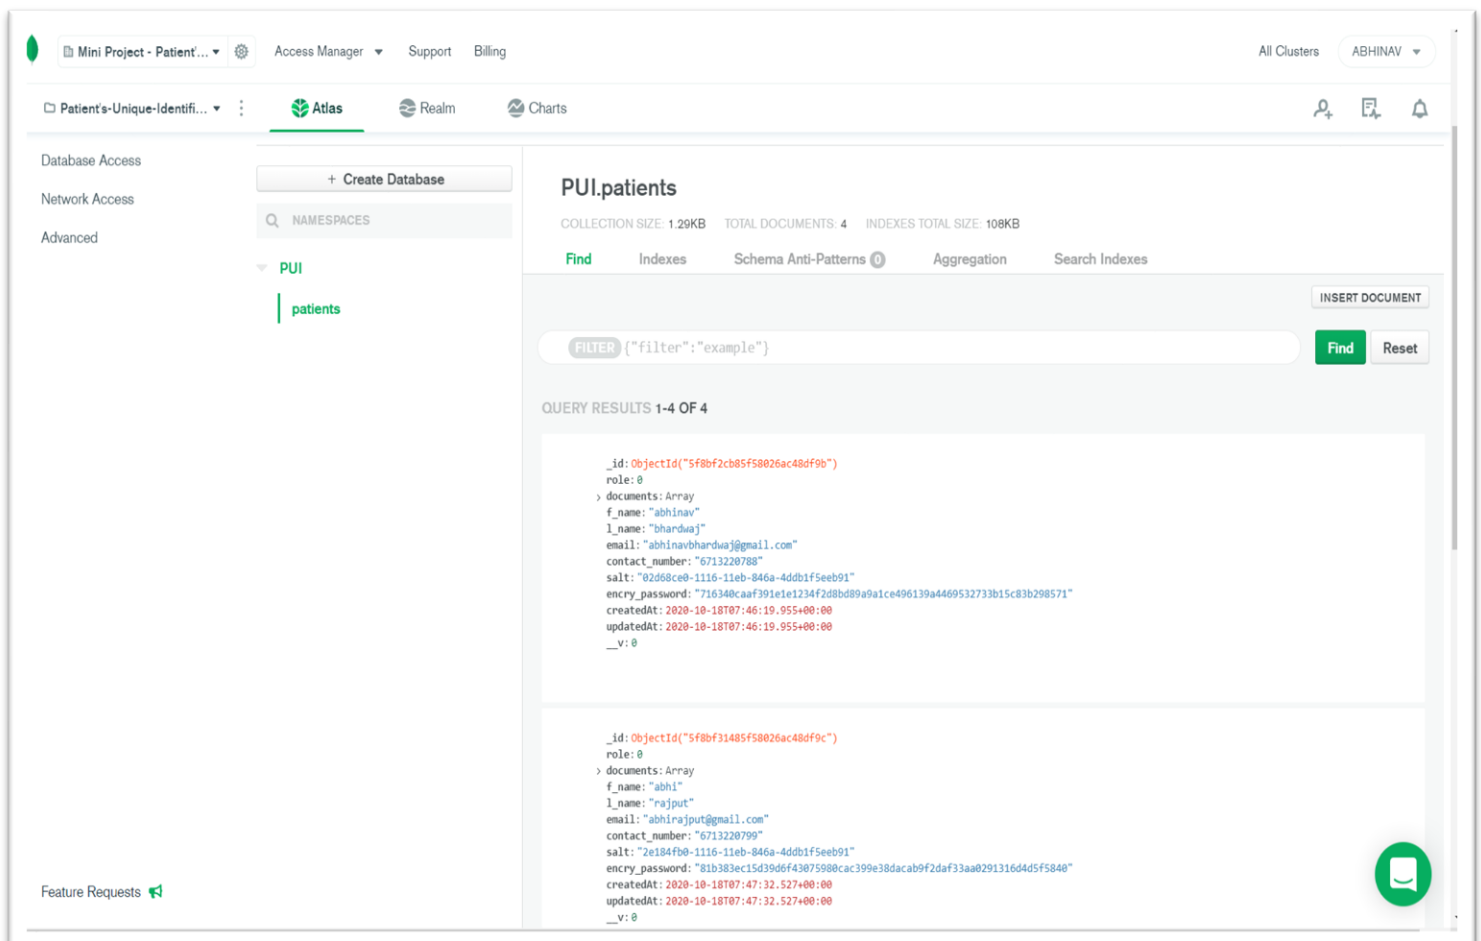 Mini Project - Patient'... Access Manager Support Billing All Clusters ABHINAV
Patient's-Unique-Identifi... Atlas Realm Charts
Database Access
Network Access
Advanced
Feature Requests
+ Create Database
NAMESPACES
PUI
patients
PUI.patients
COLLECTION SIZE: 1.29KB TOTAL DOCUMENTS: 4 INDEXES TOTAL SIZE: 108KB
Find Indexes Schema Anti-Patterns 0 Aggregation Search Indexes
INSERT DOCUMENT
FILTER {"filter":"example"} Find Reset
QUERY RESULTS 1-4 OF 4
_id: ObjectId("5f8bf2cb85f58026ac48df9b")
role: 0
documents: Array
f_name: "abhinav"
l_name: "bhardwaj"
email: "abhinavbhardwaj@gmail.com"
contact_number: "6713220788"
salt: "02d68ce0-1116-11eb-846a-4ddb1f5eeb91"
encry_password: "716340caaf391e1e1234f2d8bd89a9a1ce496139a4469532733b15c83b298571"
createdAt: 2020-10-18T07:46:19.955+00:00
updatedAt: 2020-10-18T07:46:19.955+00:00
__v: 0
_id: ObjectId("5f8bf31485f58026ac48df9c")
role: 0
documents: Array
f_name: "abhi"
l_name: "rajput"
email: "abhirajput@gmail.com"
contact_number: "6713220799"
salt: "2e184fb0-1116-11eb-846a-4ddb1f5eeb91"
encry_password: "81b383ec15d39d6f43075980cac399e38dacab9f2daf33aa0291316d4d5f5840"
createdAt: 2020-10-18T07:47:32.527+00:00
updatedAt: 2020-10-18T07:47:32.527+00:00
__v: 0